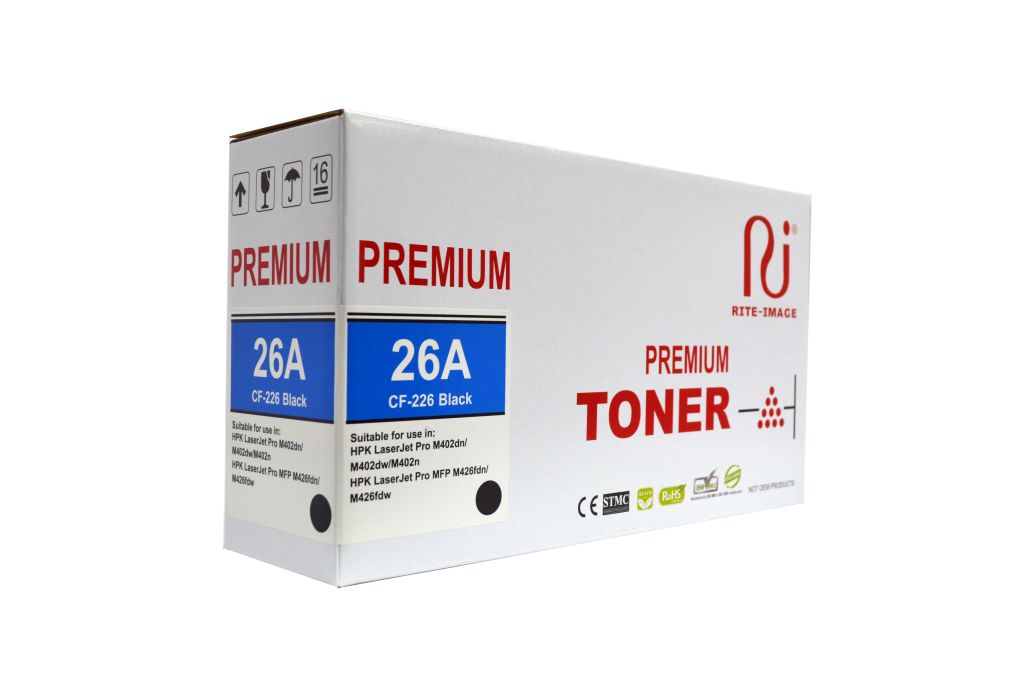 16
PREMIUM
26A
CF-226 Black
Suitable for use in:
HPK LaserJet Pro M402dn/
M402dw/M402n
HPK LaserJet Pro MFP M426fdn/
M426fdw
PREMIUM
26A
CF-226 Black
Suitable for use in:
HPK LaserJet Pro M402dn/
M402dw/M402n
HPK LaserJet Pro MFP M426fdn/
M426fdw
Ri®
RITE-IMAGE
PREMIUM
TONER
CE STMC RoHS NOT OEM PRODUCTS